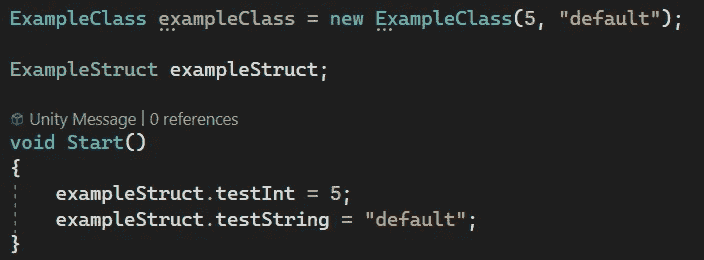 ExampleClass exampleClass = new ExampleClass(5, "default");
ExampleStruct exampleStruct;
Unity Message | 0 references
void Start()
{
exampleStruct.testInt = 5;
exampleStruct.testString = "default";
}